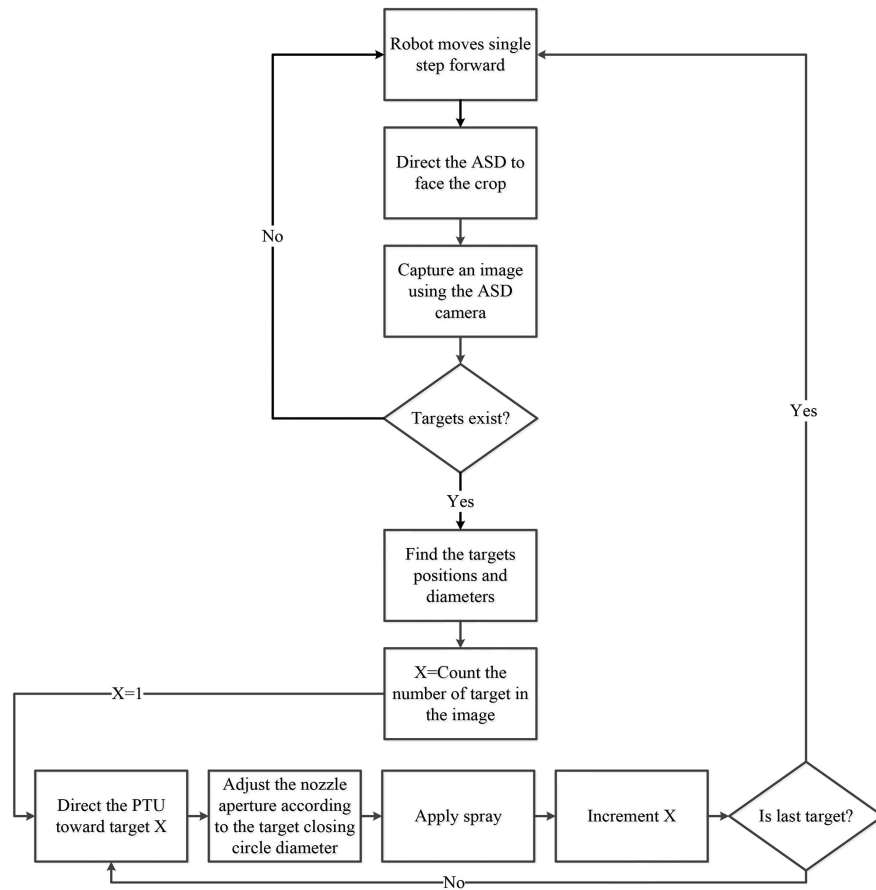 Robot moves single
step forward
Direct the ASD to
face the crop
No
Capture an image
using the ASD
camera
Targets exist?
Yes
Yes
Find the targets
positions and
diameters
X=Count the
number of target in
the image
X=1
Direct the PTU
toward target X
Adjust the nozzle
aperture according
to the target closing
circle diameter
Apply spray
Increment X
Is last target?
No